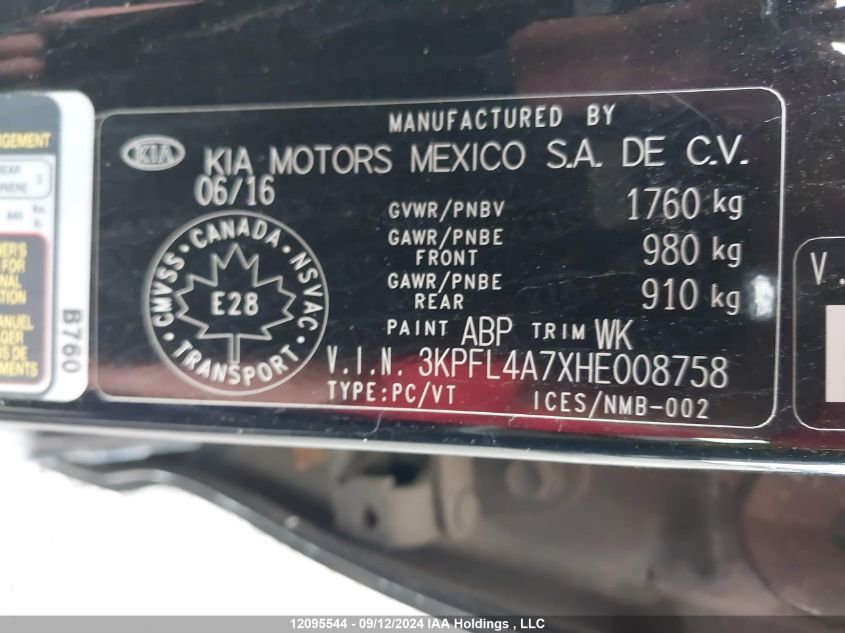 MANUFACTURED BY
KIA KIA MOTORS MEXICO S.A. DE C.V.
06/16
GVWR/PNBV 1760 kg
GAWR/PNBE FRONT 980 kg
GAWR/PNBE REAR 910 kg
PAINT ABP TRIM WK
V.I.N. 3KPFL4A7XHE008758
TYPE:PC/VT ICES/NMB-002
CANADA · NSVAC · TRANSPORT · CMVSS
E28
B760
V.
12095544 - 09/12/2024 IAA Holdings , LLC